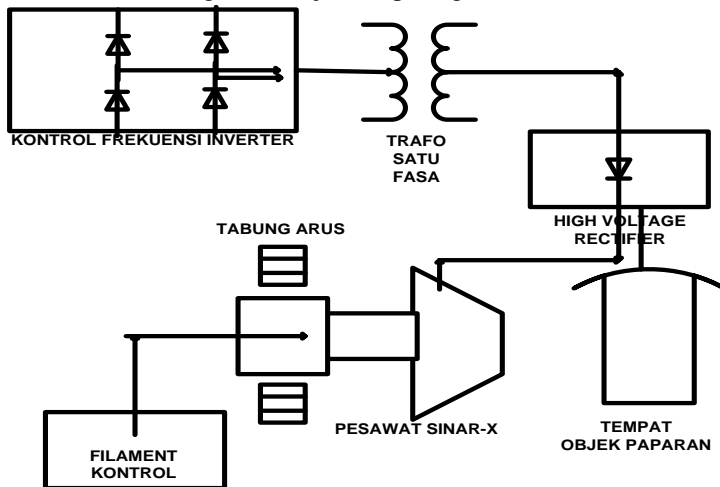 KONTROL FREKUENSI INVERTER
TRAFO
SATU
FASA
HIGH VOLTAGE
RECTIFIER
TABUNG ARUS
PESAWAT SINAR-X
TEMPAT
OBJEK PAPARAN
FILAMENT
KONTROL